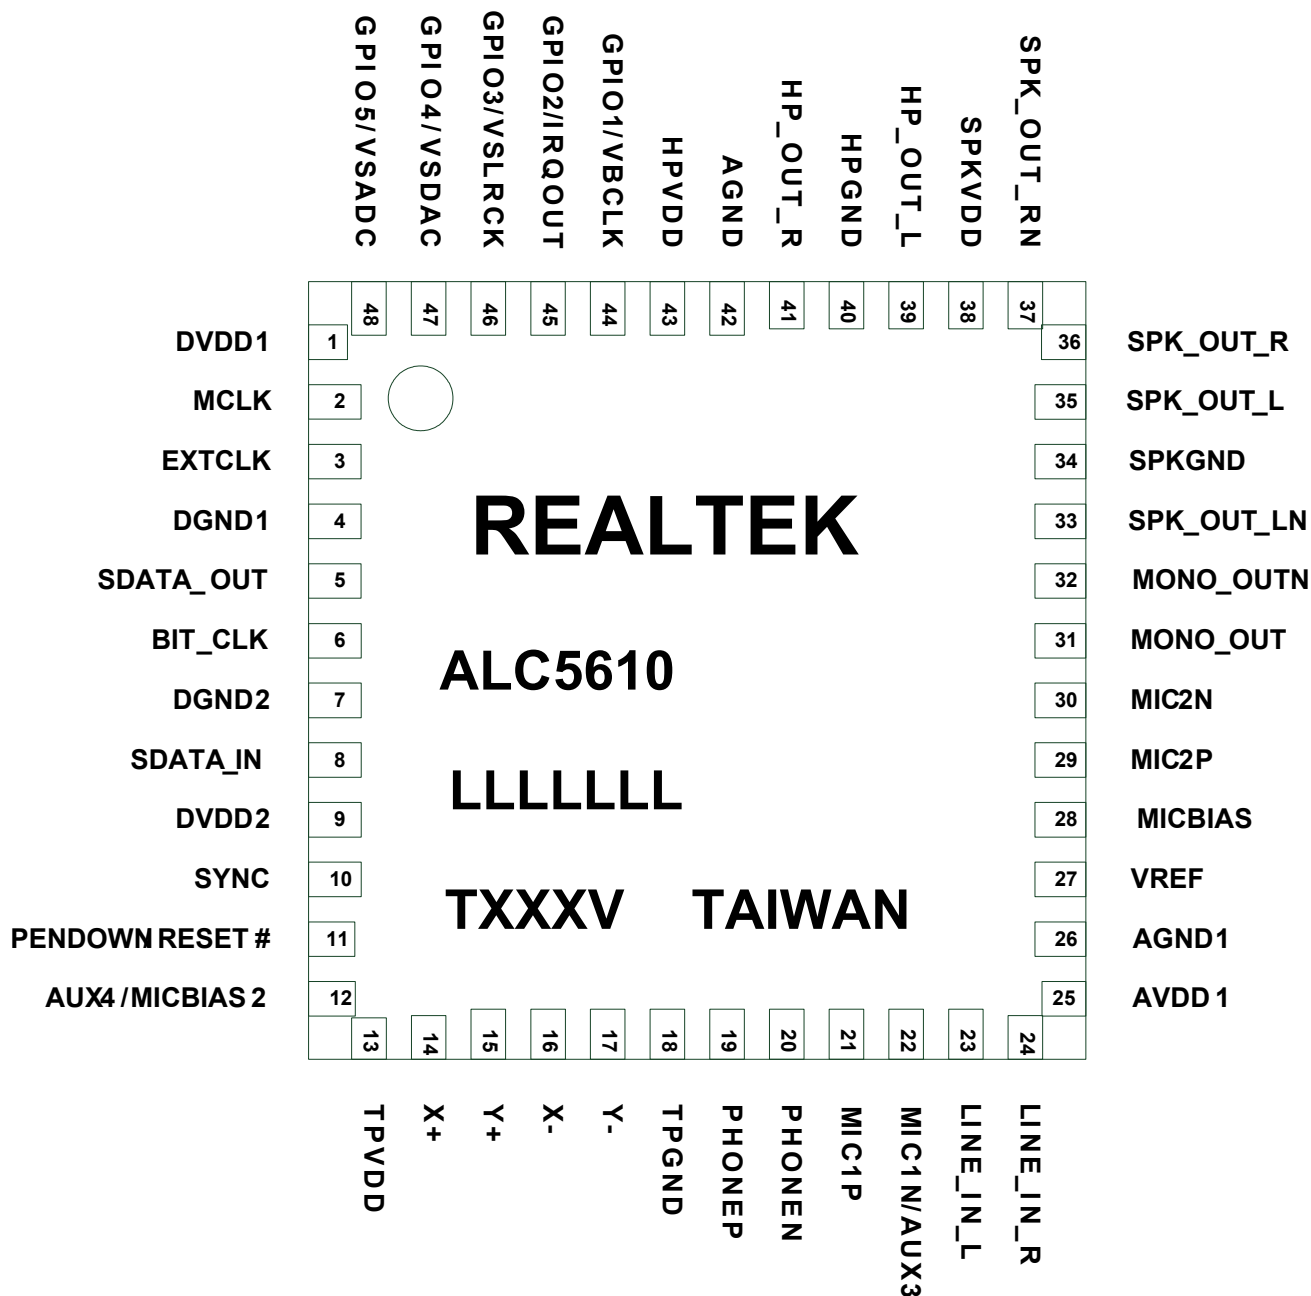 GPIO5/VSADC
GPIO4/VSDAC
GPIO3/VSLRCK
GPIO2/IRQOUT
GPIO1/VBCLK
HPVDD
AGND
HP_OUT_R
HPGND
HP_OUT_L
SPKVDD
SPK_OUT_RN
48
47
46
45
44
43
42
41
40
39
38
37
DVDD1 1
MCLK 2
EXTCLK 3
DGND1 4
SDATA_OUT 5
BIT_CLK 6
DGND2 7
SDATA_IN 8
DVDD2 9
SYNC 10
PENDOWN RESET # 11
AUX4 /MICBIAS 2 12
REALTEK
ALC5610
LLLLLLL
TXXXV TAIWAN
36 SPK_OUT_R
35 SPK_OUT_L
34 SPKGND
33 SPK_OUT_LN
32 MONO_OUTN
31 MONO_OUT
30 MIC2N
29 MIC2P
28 MICBIAS
27 VREF
26 AGND1
25 AVDD 1
13
14
15
16
17
18
19
20
21
22
23
24
TPVDD
X+
Y+
X-
Y-
TPGND
PHONEP
PHONEN
MIC1P
MIC1N/AUX3
LINE_IN_L
LINE_IN_R